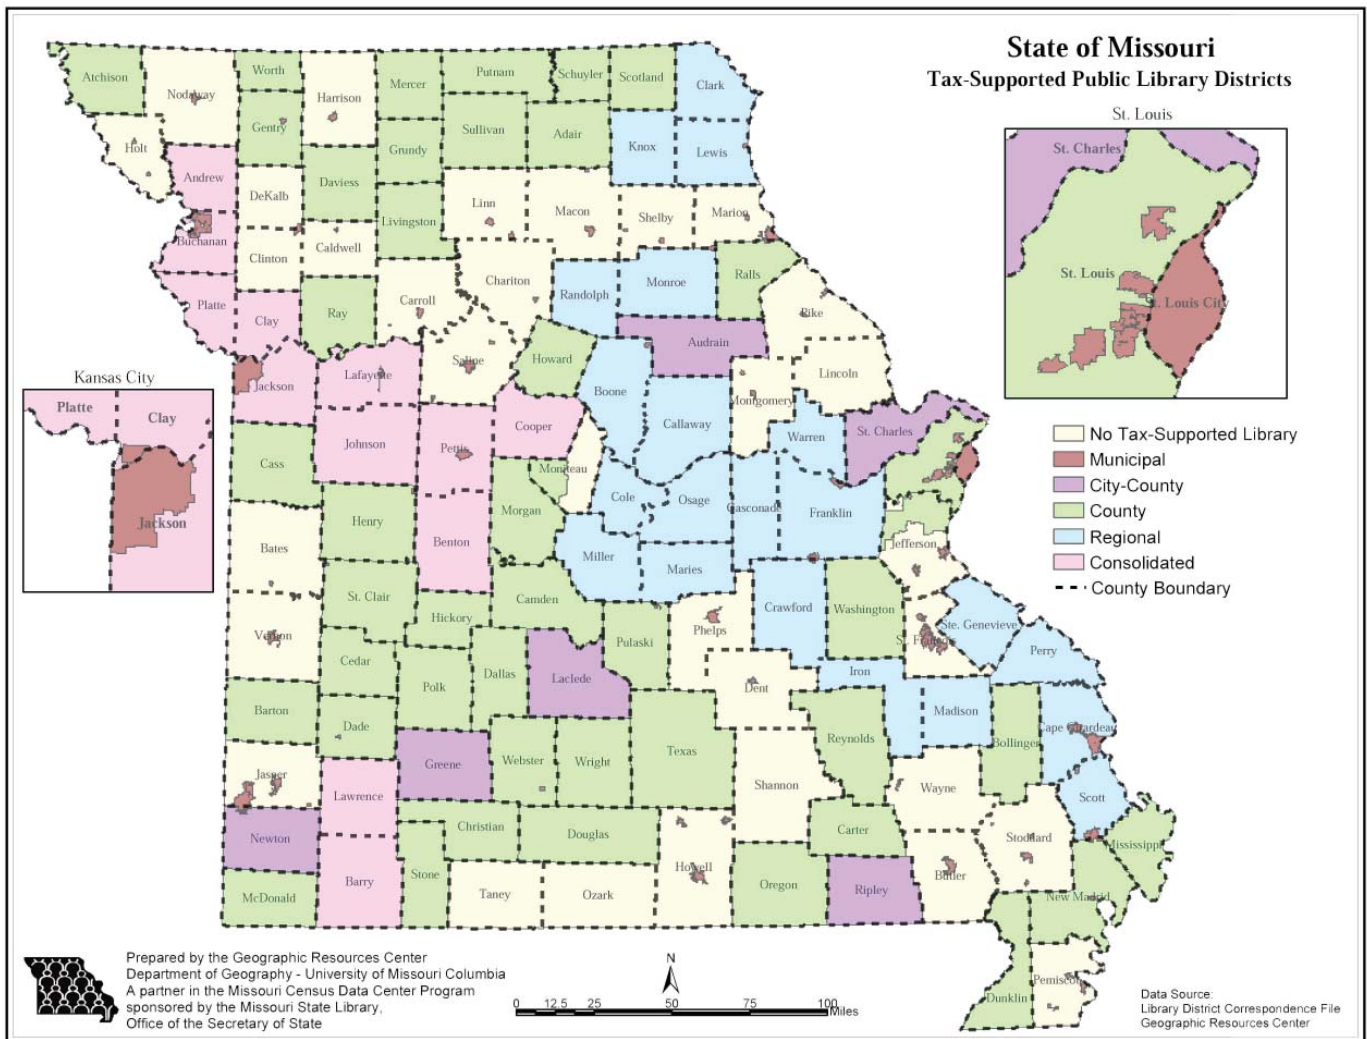 State of Missouri
Tax-Supported Public Library Districts
St. Louis
St. Charles
St. Louis
St. Louis City
Kansas City
Platte
Clay
Jackson
No Tax-Supported Library
Municipal
City-County
County
Regional
Consolidated
County Boundary
Atchison
Nodaway
Worth
Harrison
Mercer
Putnam
Schuyler
Scotland
Clark
Gentry
Holt
Sullivan
Adair
Knox
Lewis
Grundy
Andrew
DeKalb
Daviess
Livingston
Linn
Macon
Shelby
Marion
Buchanan
Clinton
Caldwell
Chariton
Randolph
Monroe
Ralls
Platte
Clay
Ray
Carroll
Pike
Jackson
Lafayette
Saline
Howard
Audrain
Boone
Lincoln
Montgomery
Callaway
Warren
St. Charles
Cass
Johnson
Pettis
Cooper
Moniteau
Cole
Osage
Gasconade
Franklin
Henry
Morgan
Bates
Benton
Miller
Maries
Jefferson
St. Clair
Camden
Hickory
Pulaski
Phelps
Crawford
Washington
Ste. Genevieve
St. Francois
Perry
Vernon
Cedar
Polk
Dallas
Laclede
Dent
Iron
Madison
Barton
Dade
Texas
Reynolds
Bollinger
Cape Girardeau
Jasper
Greene
Webster
Wright
Shannon
Wayne
Scott
Lawrence
Newton
Christian
Douglas
Howell
Carter
Stoddard
Mississippi
McDonald
Barry
Stone
Taney
Ozark
Oregon
Ripley
Butler
New Madrid
Dunklin
Pemiscot
Prepared by the Geographic Resources Center
Department of Geography - University of Missouri Columbia
A partner in the Missouri Census Data Center Program
sponsored by the Missouri State Library,
Office of the Secretary of State
N
0 12.5 25 50 75 100
Miles
Data Source:
Library District Correspondence File
Geographic Resources Center